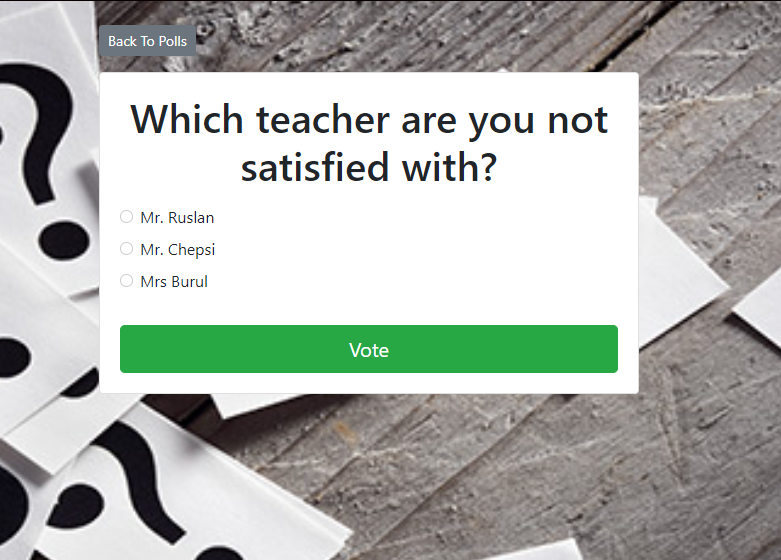 Back To Polls
Which teacher are you not
satisfied with?
Mr. Ruslan
Mr. Chepsi
Mrs Burul
Vote